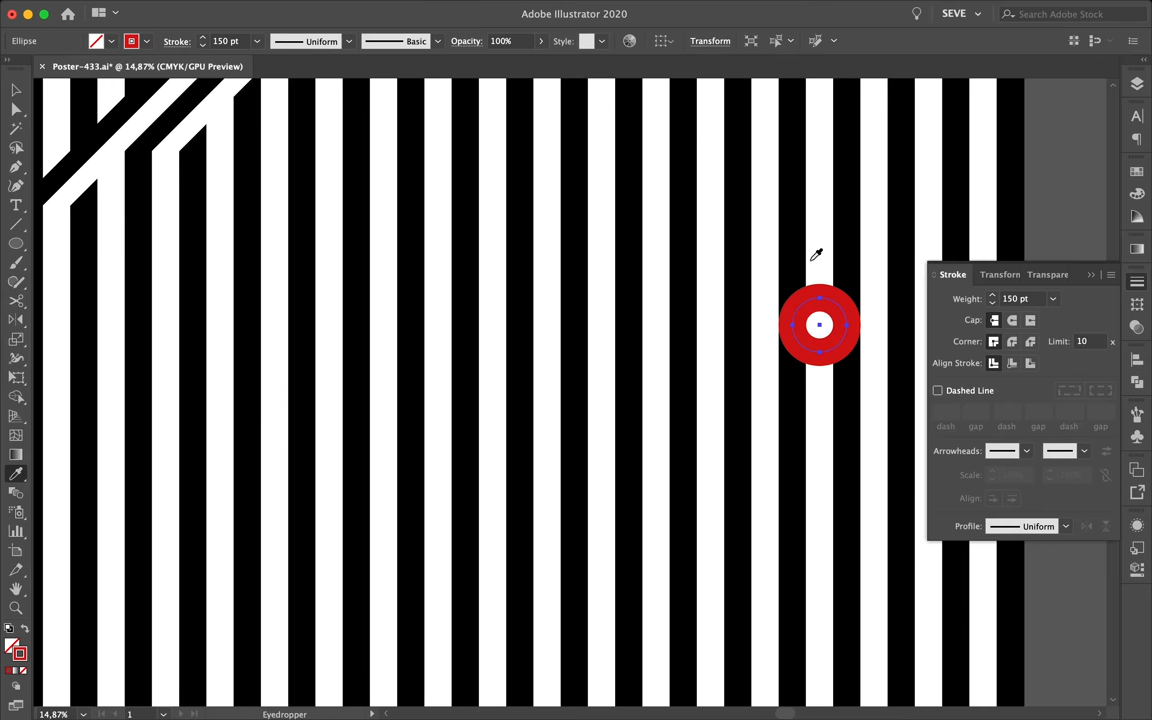 Adobe Illustrator 2020
SEVE
Search Adobe Stock
Ellipse
Stroke:
150 pt
Uniform
Basic
Opacity:
100%
Style:
Transform
Poster-433.ai* @ 14,87% (CMYK/GPU Preview)
Stroke
Transform
Transpare
Weight:
150 pt
Cap:
Corner:
Limit:
10
x
Align Stroke:
Dashed Line
dash
gap
dash
gap
dash
gap
Arrowheads:
Scale:
Align:
Profile:
Uniform
14,87%
1
Eyedropper